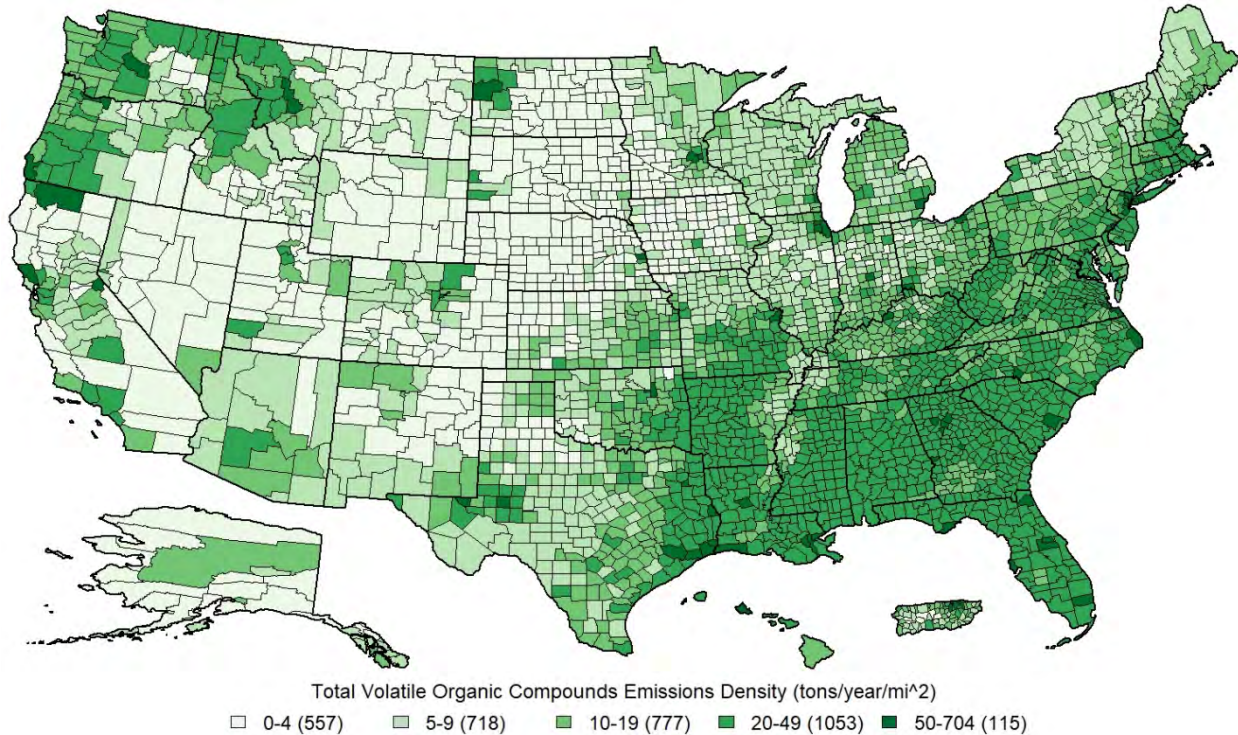 Total Volatile Organic Compounds Emissions Density (tons/year/mi^2)
0-4 (557) 5-9 (718) 10-19 (777) 20-49 (1053) 50-704 (115)